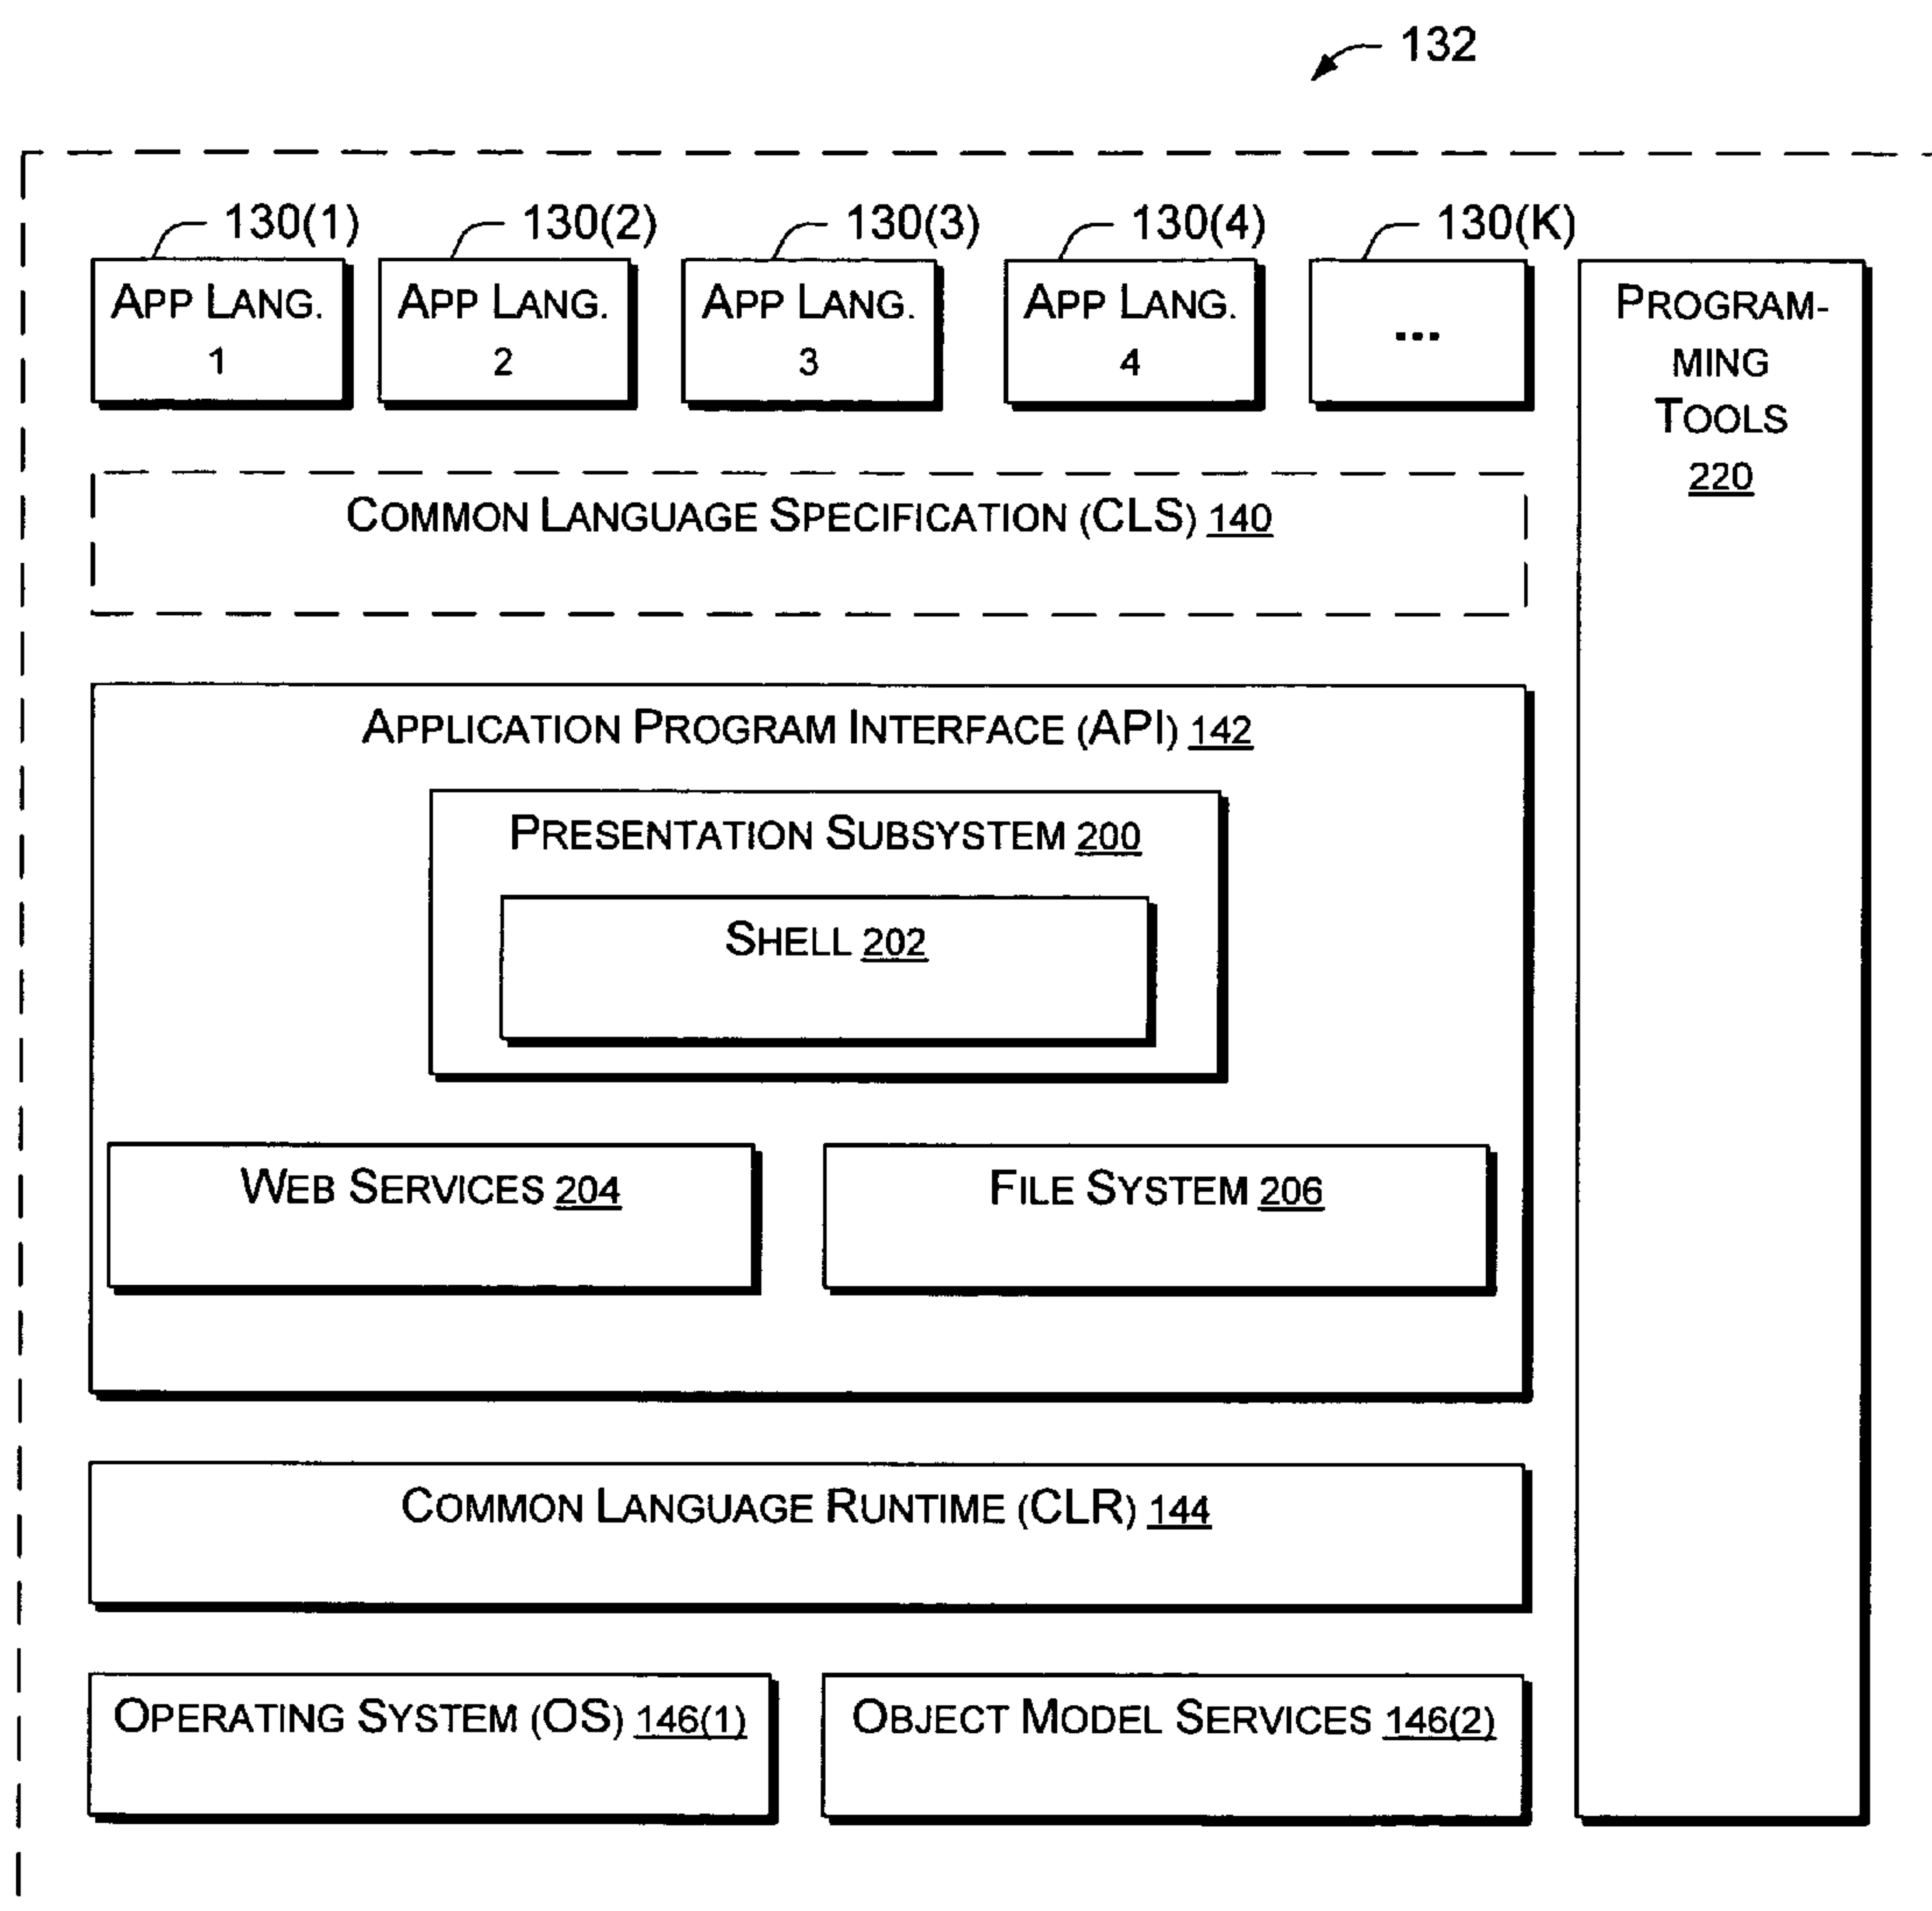 132
130(1) 130(2) 130(3) 130(4) 130(K)
APP LANG. 1
APP LANG. 2
APP LANG. 3
APP LANG. 4
...
PROGRAM-
MING
TOOLS
220
COMMON LANGUAGE SPECIFICATION (CLS) 140
APPLICATION PROGRAM INTERFACE (API) 142
PRESENTATION SUBSYSTEM 200
SHELL 202
WEB SERVICES 204
FILE SYSTEM 206
COMMON LANGUAGE RUNTIME (CLR) 144
OPERATING SYSTEM (OS) 146(1)
OBJECT MODEL SERVICES 146(2)